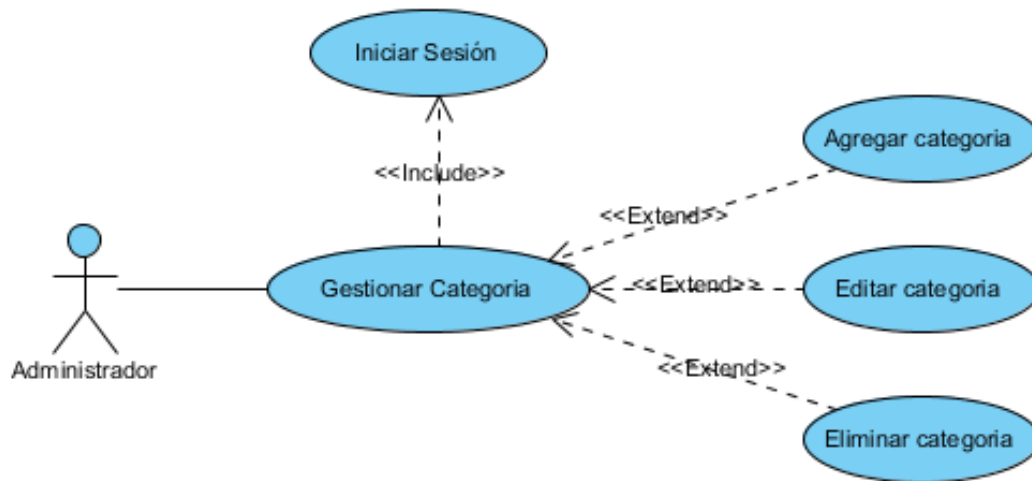 Iniciar Sesión
Agregar categoria
<<Include>>
<<Extend>>
Gestionar Categoria
<<Extend>>
Editar categoria
Administrador
<<Extend>>
Eliminar categoria